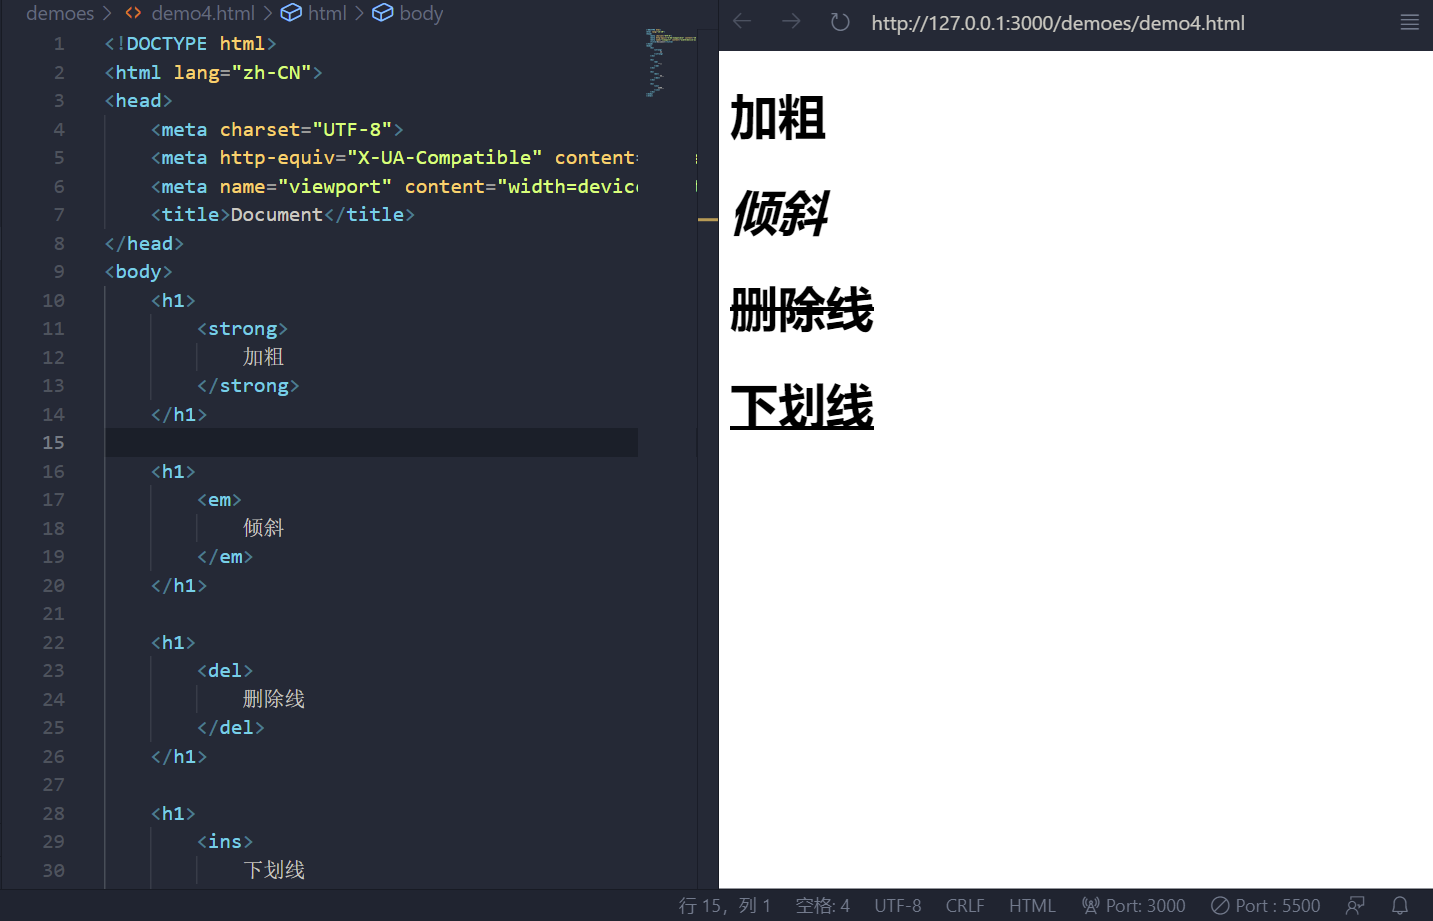 demoes > demo4.html > html > body
http://127.0.0.1:3000/demoes/demo4.html
1 <!DOCTYPE html>
2 <html lang="zh-CN">
3 <head>
4 <meta charset="UTF-8">
5 <meta http-equiv="X-UA-Compatible" content=
6 <meta name="viewport" content="width=device
7 <title>Document</title>
8 </head>
9 <body>
10 <h1>
11 <strong>
12 加粗
13 </strong>
14 </h1>
15
16 <h1>
17 <em>
18 倾斜
19 </em>
20 </h1>
21
22 <h1>
23 <del>
24 删除线
25 </del>
26 </h1>
27
28 <h1>
29 <ins>
30 下划线
加粗
倾斜
删除线
下划线
行 15，列 1 空格: 4 UTF-8 CRLF HTML Port: 3000 Port : 5500